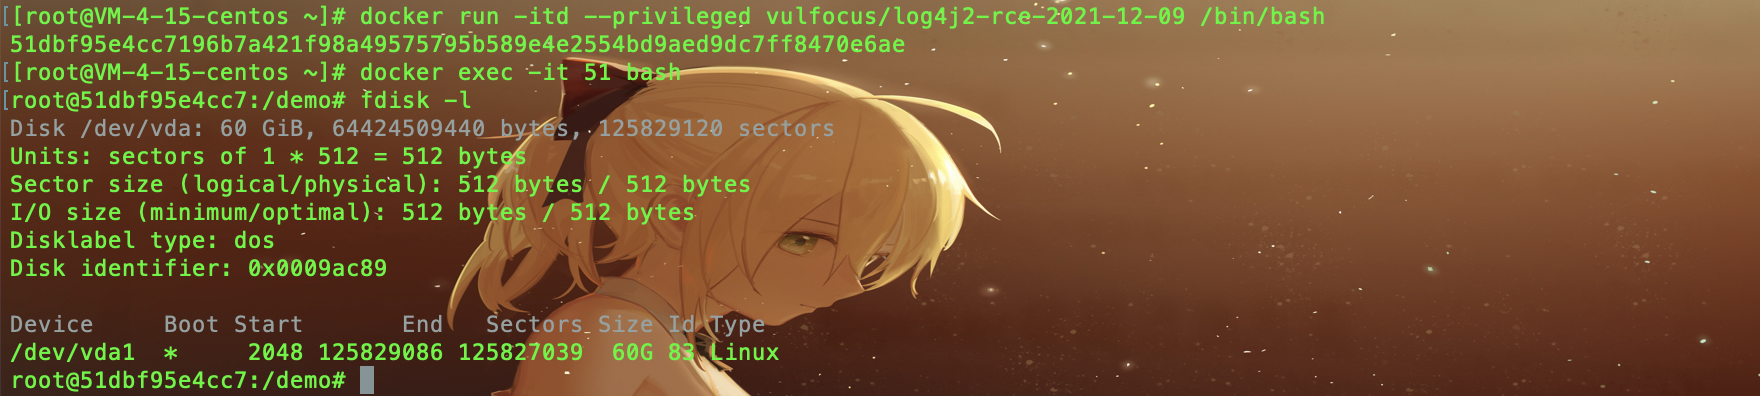 [[root@VM-4-15-centos ~]# docker run -itd --privileged vulfocus/log4j2-rce-2021-12-09 /bin/bash
51dbf95e4cc7196b7a421f98a49575795b589e4e2554bd9aed9dc7ff8470e6ae
[[root@VM-4-15-centos ~]# docker exec -it 51 bash
[root@51dbf95e4cc7:/demo# fdisk -l
Disk /dev/vda: 60 GiB, 64424509440 bytes, 125829120 sectors
Units: sectors of 1 * 512 = 512 bytes
Sector size (logical/physical): 512 bytes / 512 bytes
I/O size (minimum/optimal): 512 bytes / 512 bytes
Disklabel type: dos
Disk identifier: 0x0009ac89
Device     Boot Start       End   Sectors Size Id Type
/dev/vda1  *     2048 125829086 125827039  60G 83 Linux
root@51dbf95e4cc7:/demo#